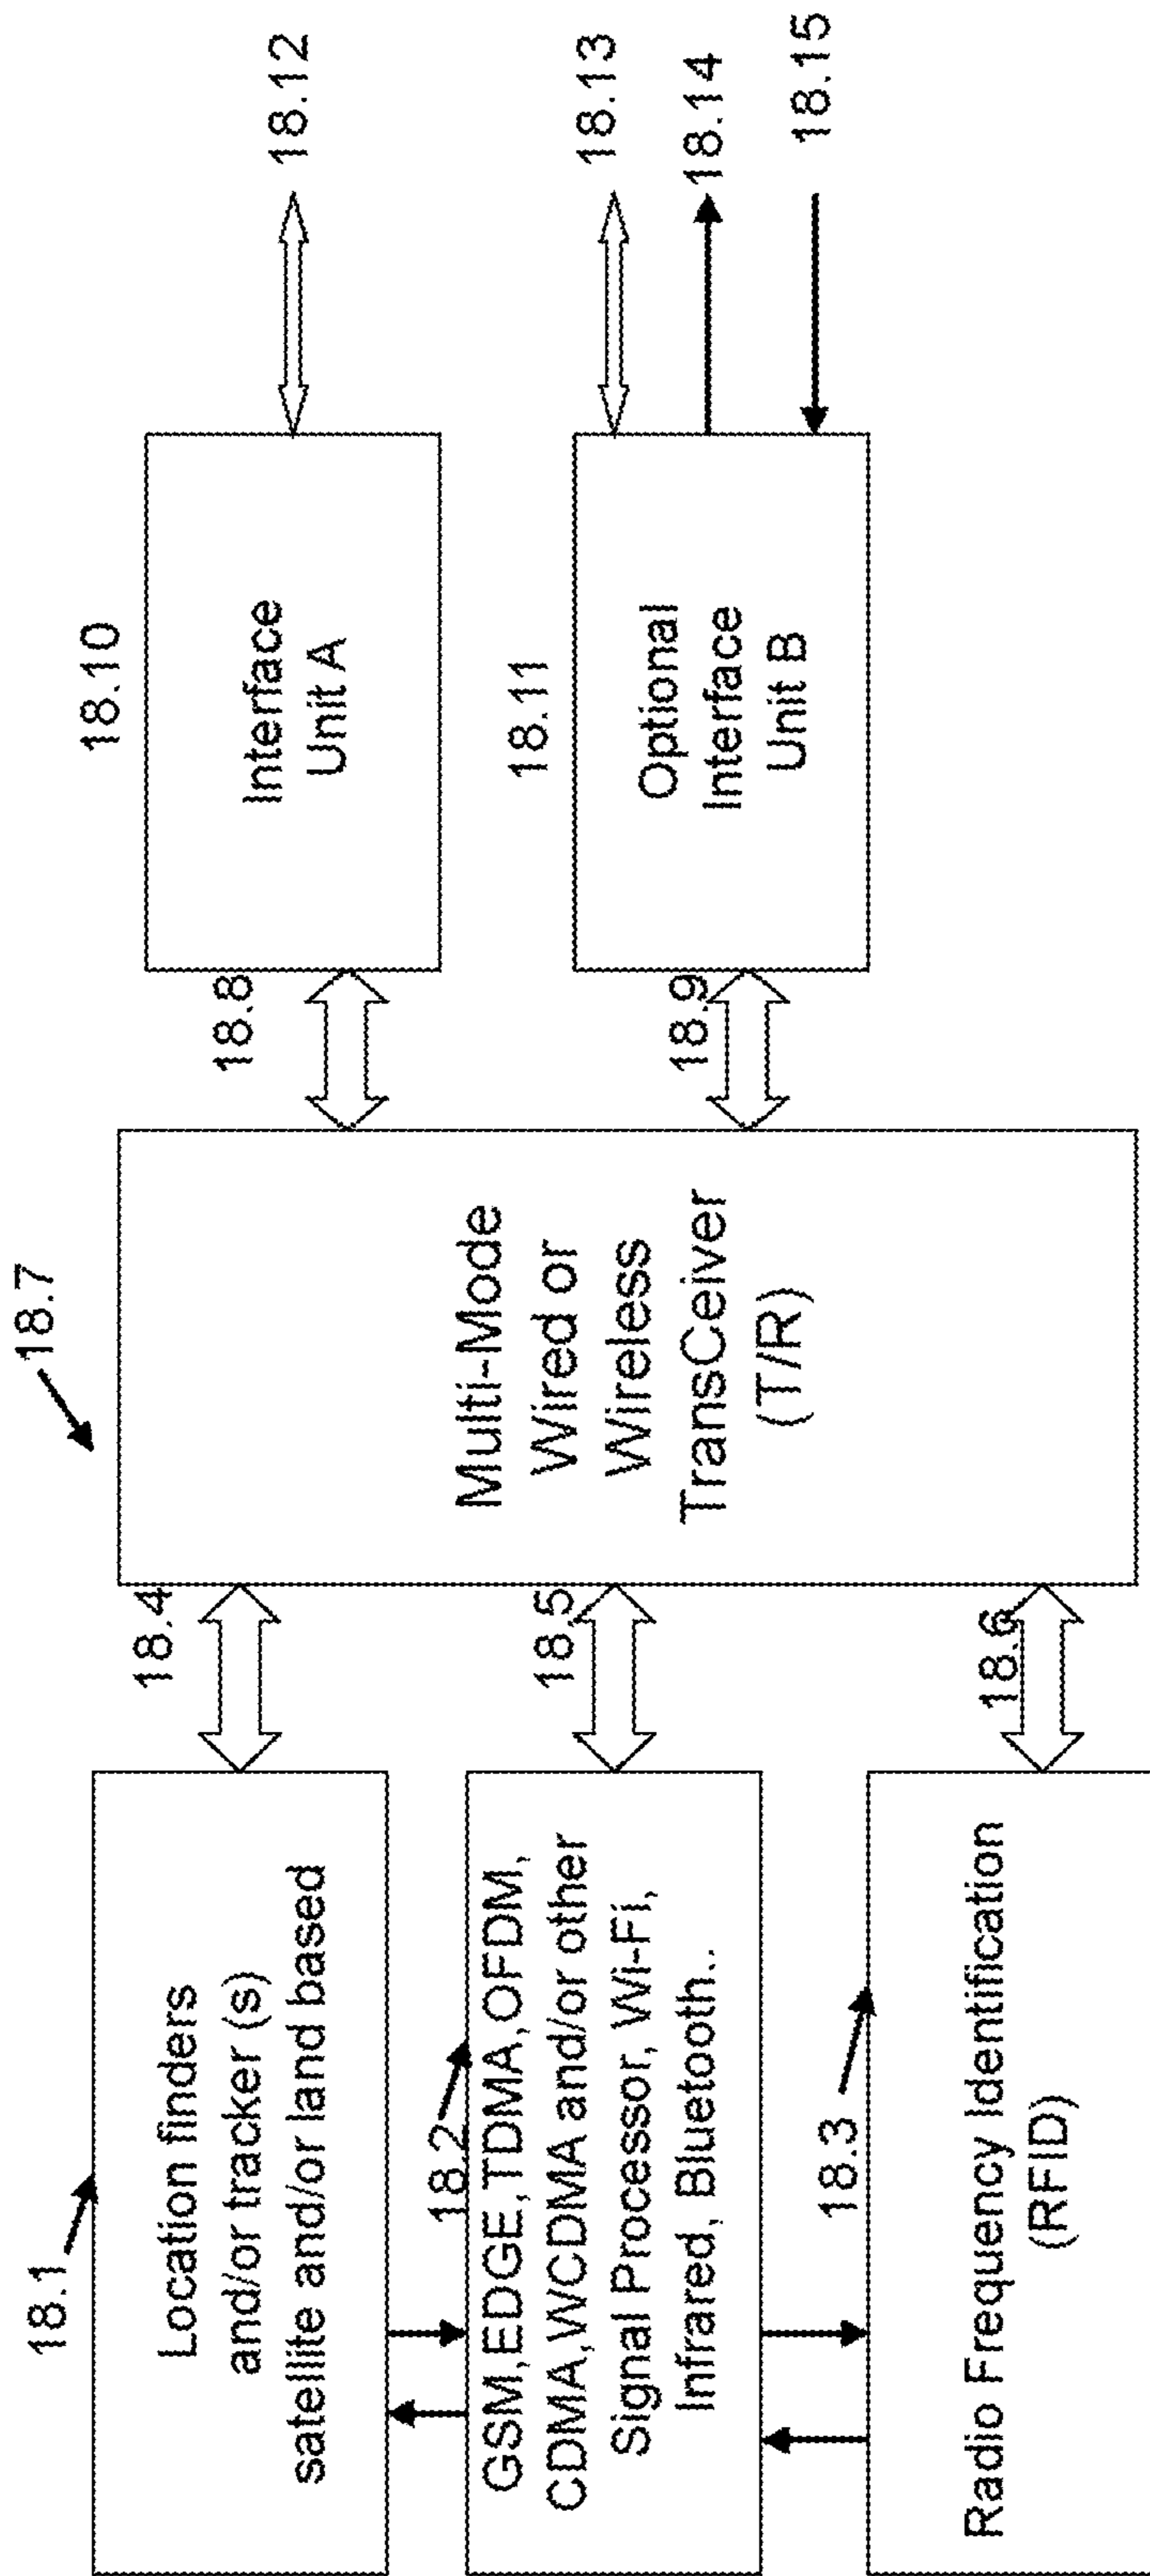 18.1
Location finders
and/or tracker (s)
satellite and/or land based
18.2
GSM,EDGE,TDMA,OFDM,
CDMA,WCDMA and/or other
Signal Processor, Wi-Fi,
Infrared, Bluetooth..
18.3
Radio Frequency Identification
(RFID)
18.4
18.5
18.6
18.7
Multi-Mode
Wired or
Wireless
TransCeiver
(T/R)
18.8
18.9
18.10
Interface
Unit A
18.11
Optional
Interface
Unit B
18.12
18.13
18.14
18.15